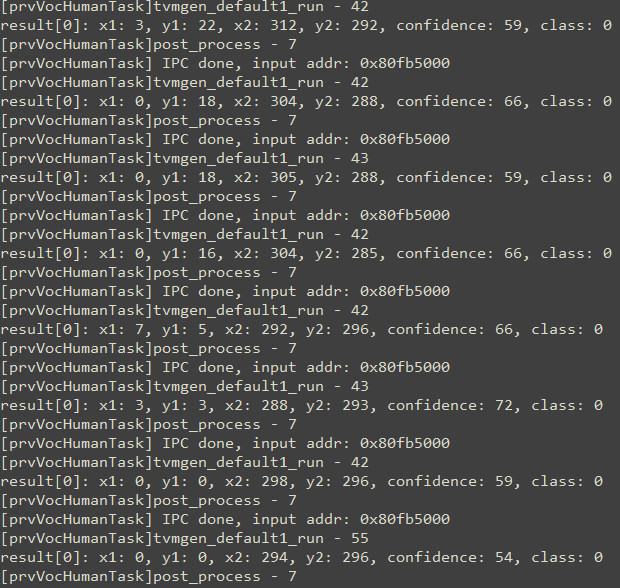 [prvVocHumanTask]tvmgen_default1_run - 42
result[0]: x1: 3, y1: 22, x2: 312, y2: 292, confidence: 59, class: 0
[prvVocHumanTask]post_process - 7
[prvVocHumanTask] IPC done, input addr: 0x80fb5000
[prvVocHumanTask]tvmgen_default1_run - 42
result[0]: x1: 0, y1: 18, x2: 304, y2: 288, confidence: 66, class: 0
[prvVocHumanTask]post_process - 7
[prvVocHumanTask] IPC done, input addr: 0x80fb5000
[prvVocHumanTask]tvmgen_default1_run - 43
result[0]: x1: 0, y1: 18, x2: 305, y2: 288, confidence: 59, class: 0
[prvVocHumanTask]post_process - 7
[prvVocHumanTask] IPC done, input addr: 0x80fb5000
[prvVocHumanTask]tvmgen_default1_run - 42
result[0]: x1: 0, y1: 16, x2: 304, y2: 285, confidence: 66, class: 0
[prvVocHumanTask]post_process - 7
[prvVocHumanTask] IPC done, input addr: 0x80fb5000
[prvVocHumanTask]tvmgen_default1_run - 42
result[0]: x1: 7, y1: 5, x2: 292, y2: 296, confidence: 66, class: 0
[prvVocHumanTask]post_process - 7
[prvVocHumanTask] IPC done, input addr: 0x80fb5000
[prvVocHumanTask]tvmgen_default1_run - 43
result[0]: x1: 3, y1: 3, x2: 288, y2: 293, confidence: 72, class: 0
[prvVocHumanTask]post_process - 7
[prvVocHumanTask] IPC done, input addr: 0x80fb5000
[prvVocHumanTask]tvmgen_default1_run - 42
result[0]: x1: 0, y1: 0, x2: 298, y2: 296, confidence: 59, class: 0
[prvVocHumanTask]post_process - 7
[prvVocHumanTask] IPC done, input addr: 0x80fb5000
[prvVocHumanTask]tvmgen_default1_run - 55
result[0]: x1: 0, y1: 0, x2: 294, y2: 296, confidence: 54, class: 0
[prvVocHumanTask]post_process - 7